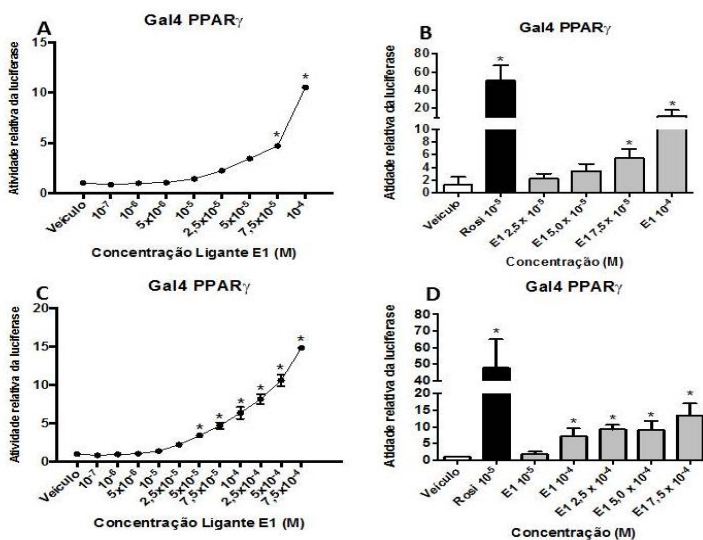 A
Gal4 PPARγ
Atividade relativa da luciferase
15
10
5
0
* *
Veículo 10⁻⁷ 10⁻⁶ 5x10⁻⁶ 10⁻⁵ 2,5x10⁻⁵ 5x10⁻⁵ 7,5x10⁻⁵ 10⁻⁴
Concentração Ligante E1 (M)
B
Gal4 PPARγ
Atidade relativa da luciferase
80
60
40
20
6
4
2
0
* * *
Veículo Rosi 10⁻⁵ E1 2,5 x 10⁻⁵ E1 5,0 x 10⁻⁵ E1 7,5 x 10⁻⁵ E1 10⁻⁴
Concentração (M)
C
Gal4 PPARγ
Atividade relativa da luciferase
20
15
10
5
0
* * * * * *
Veículo 10⁻⁷ 10⁻⁶ 5x10⁻⁶ 10⁻⁵ 2,5x10⁻⁵ 5x10⁻⁵ 7,5x10⁻⁵ 10⁻⁴ 2,5x10⁻⁴ 5x10⁻⁴ 7,5x10⁻⁴
Concentração Ligante E1 (M)
D
Gal4 PPARγ
Atidade relativa da luciferase
80
70
60
50
40
20
15
10
5
0
* * * * *
Veículo Rosi 10⁻⁵ E1 10⁻⁵ E1 10⁻⁴ E1 2,5 x 10⁻⁴ E1 5,0 x 10⁻⁴ E1 7,5 x 10⁻⁴
Concentração (M)